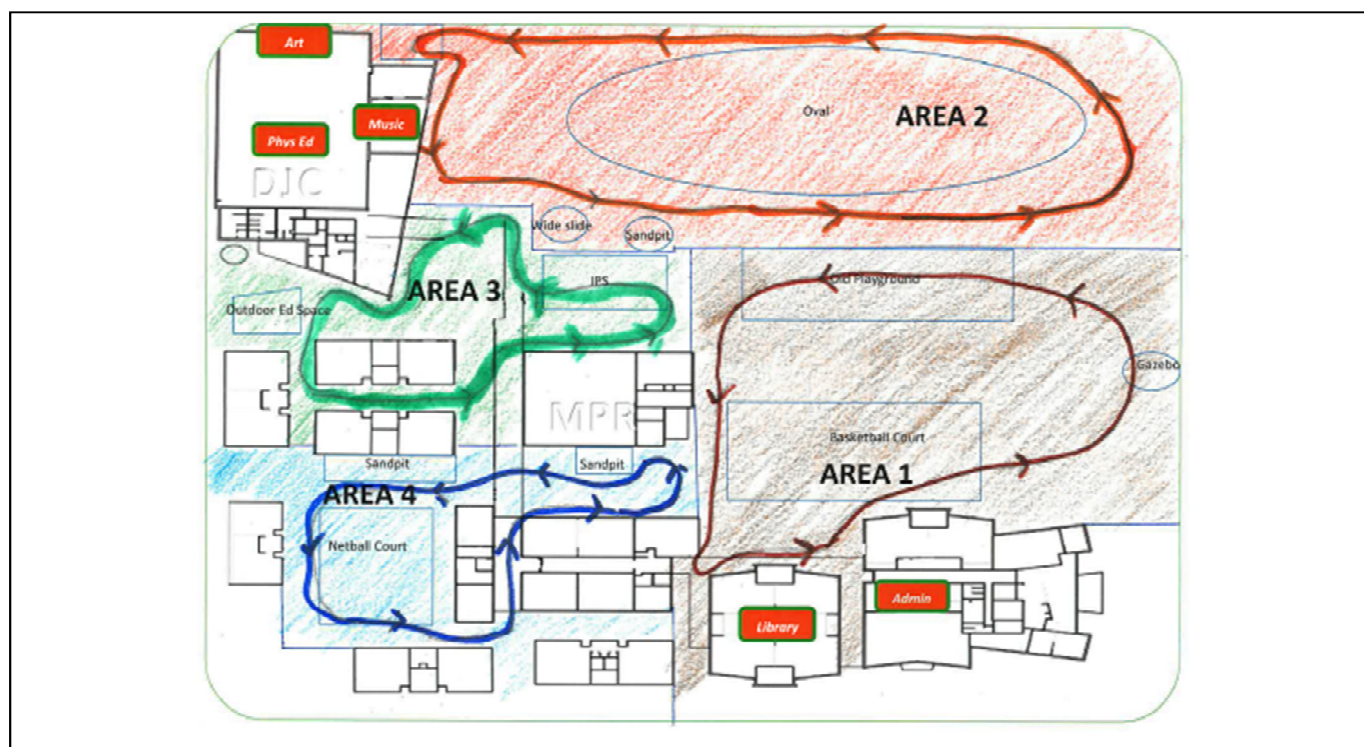 Art
Music
Phys Ed
DJC
Oval
AREA 2
Wide slide
Sandpit
AREA 3
JPS
Outdoor Ed Space
Old Playground
Gazebo
MPR
Basketball Court
AREA 1
Sandpit
Sandpit
AREA 4
Netball Court
Library
Admin